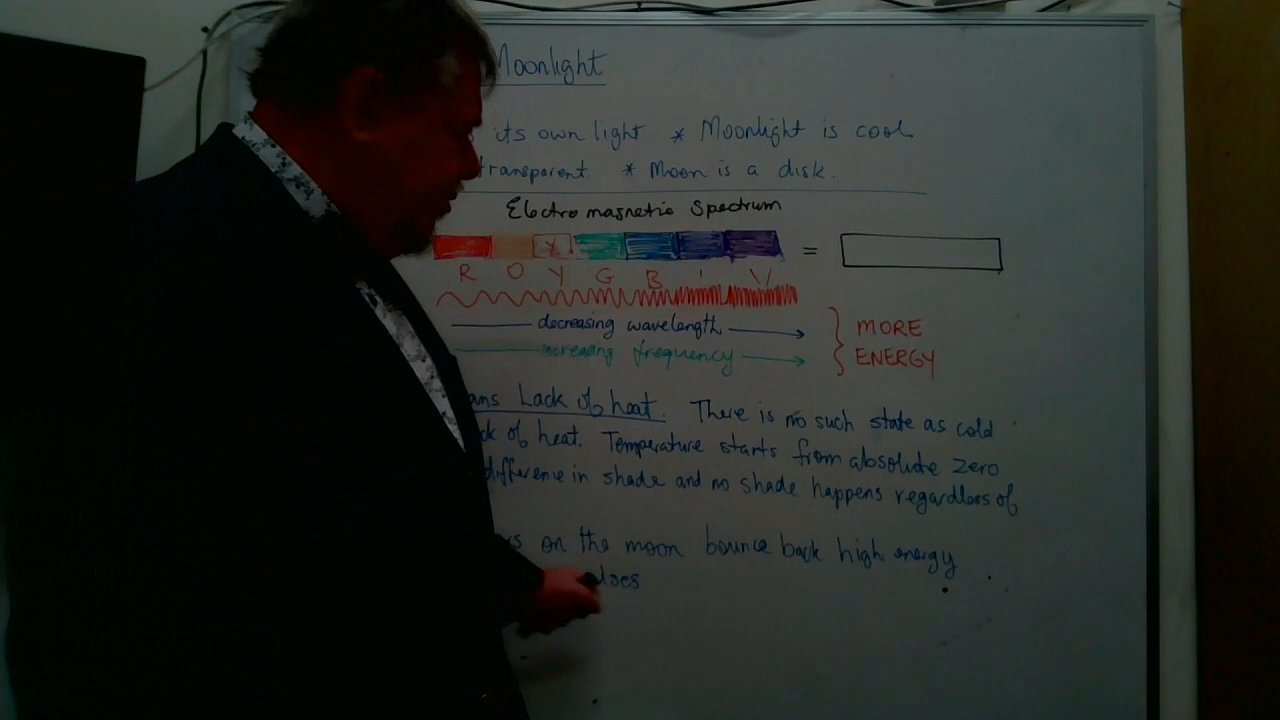 Moonlight
its own light * Moonlight is cool
transparent. * Moon is a disk.
Electromagnetic Spectrum
Y =
R O Y G B i V
decreasing wavelength
increasing frequency
MORE
ENERGY
Lack of heat. There is no such state as cold
of heat. Temperature starts from absolute zero
difference in shade and no shade happens regardless of
on the moon bounce back high energy